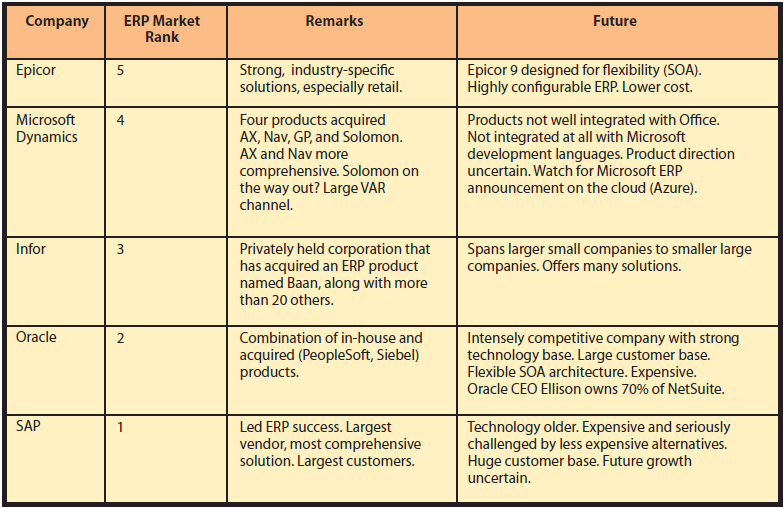 Company
ERP Market
Rank
Remarks
Future
Epicor
5
Strong, industry-specific
solutions, especially retail.
Epicor 9 designed for flexibility (SOA).
Highly configurable ERP. Lower cost.
Microsoft
Dynamics
4
Four products acquired
AX, Nav, GP, and Solomon.
AX and Nav more
comprehensive. Solomon on
the way out? Large VAR
channel.
Products not well integrated with Office.
Not integrated at all with Microsoft
development languages. Product direction
uncertain. Watch for Microsoft ERP
announcement on the cloud (Azure).
Infor
3
Privately held corporation that
has acquired an ERP product
named Baan, along with more
than 20 others.
Spans larger small companies to smaller large
companies. Offers many solutions.
Oracle
2
Combination of in-house and
acquired (PeopleSoft, Siebel)
products.
Intensely competitive company with strong
technology base. Large customer base.
Flexible SOA architecture. Expensive.
Oracle CEO Ellison owns 70% of NetSuite.
SAP
1
Led ERP success. Largest
vendor, most comprehensive
solution. Largest customers.
Technology older. Expensive and seriously
challenged by less expensive alternatives.
Huge customer base. Future growth
uncertain.